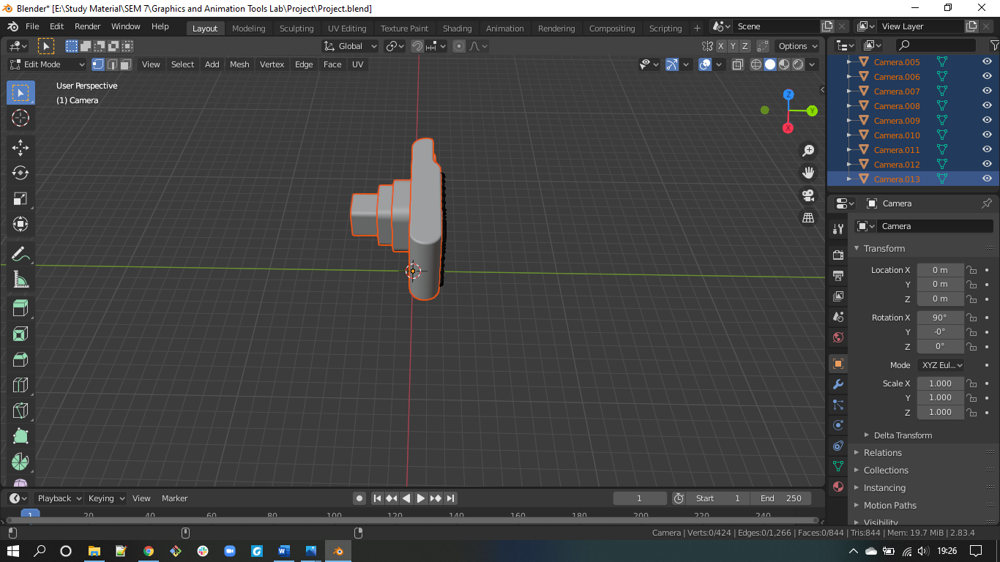 Blender* [E:\Study Material\SEM 7\Graphics and Animation Tools Lab\Project\Project.blend]
File Edit Render Window Help Layout Modeling Sculpting UV Editing Texture Paint Shading Animation Rendering Compositing Scripting + Scene View Layer
Global X Y Z Options
Edit Mode View Select Add Mesh Vertex Edge Face UV
User Perspective
(1) Camera
Z
Y
X
Camera.005
Camera.006
Camera.007
Camera.008
Camera.009
Camera.010
Camera.011
Camera.012
Camera.013
Camera
Camera
Transform
Location X 0 m
Y 0 m
Z 0 m
Rotation X 90°
Y -0°
Z 0°
Mode XYZ Eul...
Scale X 1.000
Y 1.000
Z 1.000
Delta Transform
Relations
Collections
Instancing
Motion Paths
Visibility
Playback Keying View Marker 1 Start 1 End 250
1 20 40 60 80 100 120 140 160 180 200 220 240
Camera | Verts:0/424 | Edges:0/1,266 | Faces:0/844 | Tris:844 | Mem: 19.7 MiB | 2.83.4
19:26